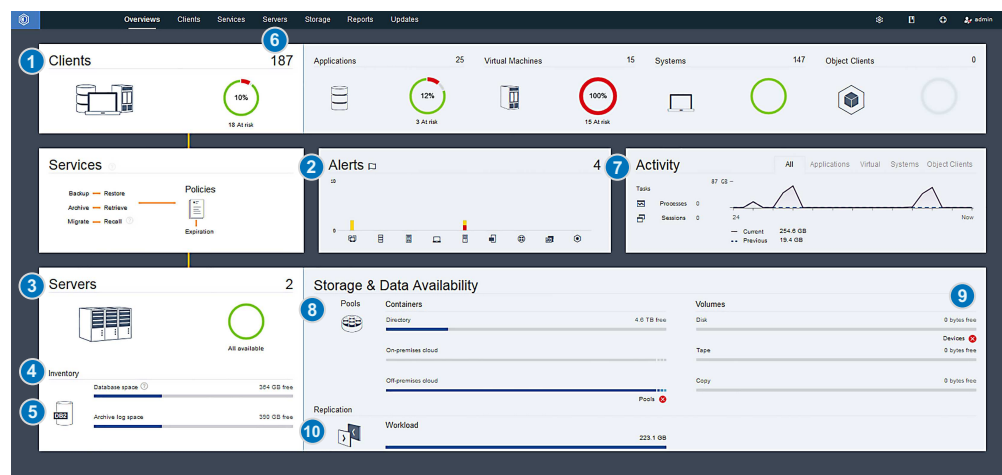 Overviews Clients Services Servers Storage Reports Updates admin
6
1 Clients 187
10%
18 At risk
Applications 25
12%
3 At risk
Virtual Machines 15
100%
15 At risk
Systems 147
Object Clients 0
Services
Backup Restore
Archive Retrieve
Migrate Recall ?
Policies
Expiration
2 Alerts 4
10
0
7 Activity
All Applications Virtual Systems Object Clients
Tasks
Processes 0
Sessions 0
87 GB
24 Now
Current 254.6 GB
Previous 19.4 GB
3 Servers 2
All available
4 Inventory
Database space ? 364 GB free
5 DB2
Archive log space 390 GB free
Storage & Data Availability
8 Pools
Containers
Directory 4.6 TB free
On-premises cloud
Off-premises cloud
Pools
Volumes
9
Disk 0 bytes free
Devices
Tape 0 bytes free
Copy 0 bytes free
Replication
10 Workload
223.1 GB